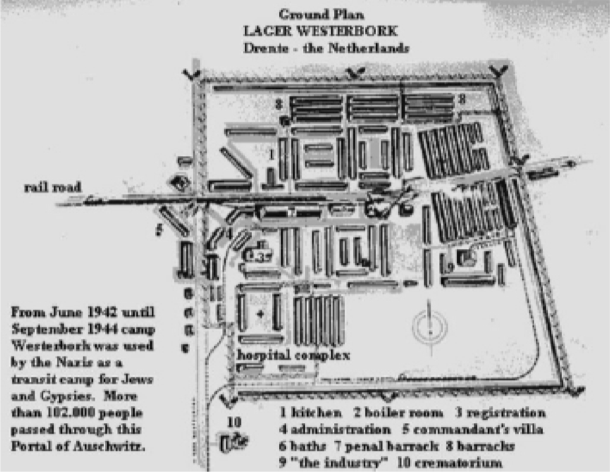 Ground Plan
LAGER WESTERBORK
Drente - the Netherlands
8 8
1
rail road
7
5
4
3
9
hospital complex
From June 1942 until
September 1944 camp
Westerbork was used
by the Nazis as a
transit camp for Jews
and Gypsies. More
than 102.000 people
passed through this
Portal of Auschwitz.
10
1 kitchen 2 boiler room 3 registration
4 administration 5 commandant's villa
6 baths 7 penal barrack 8 barracks
9 "the industry" 10 crematorium